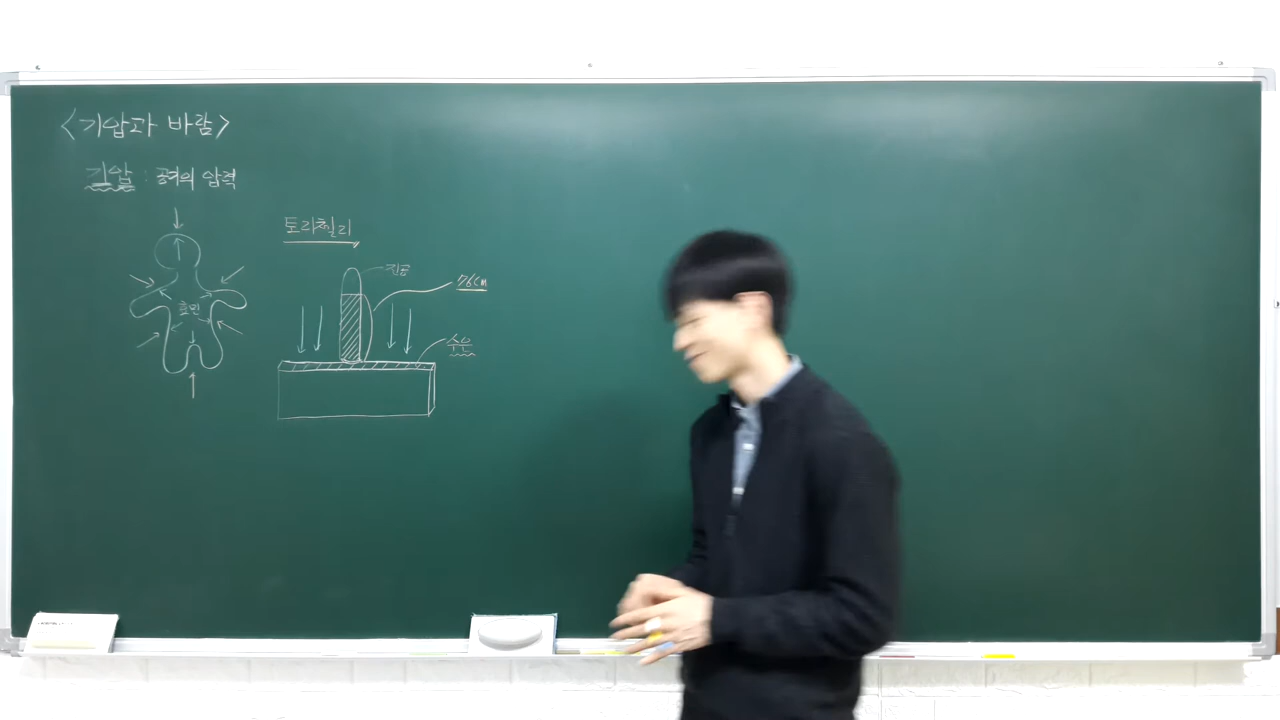 <기압과 바람>
기압 : 공기의 압력
토리첼리
진공
76cm
수은